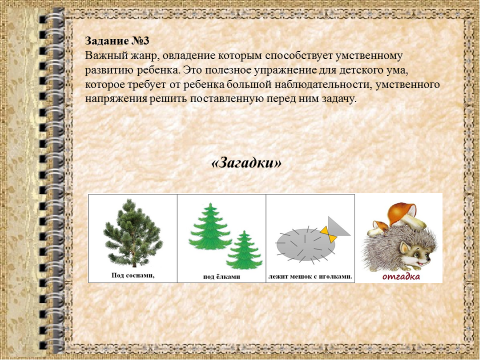 Задание №3
Важный жанр, овладение которым способствует умственному
развитию ребенка. Это полезное упражнение для детского ума,
которое требует от ребенка большой наблюдательности, умственного
напряжения решить поставленную перед ним задачу.
«Загадки»
Под соснами,
под ёлками
лежит мешок с иголками.
отгадка